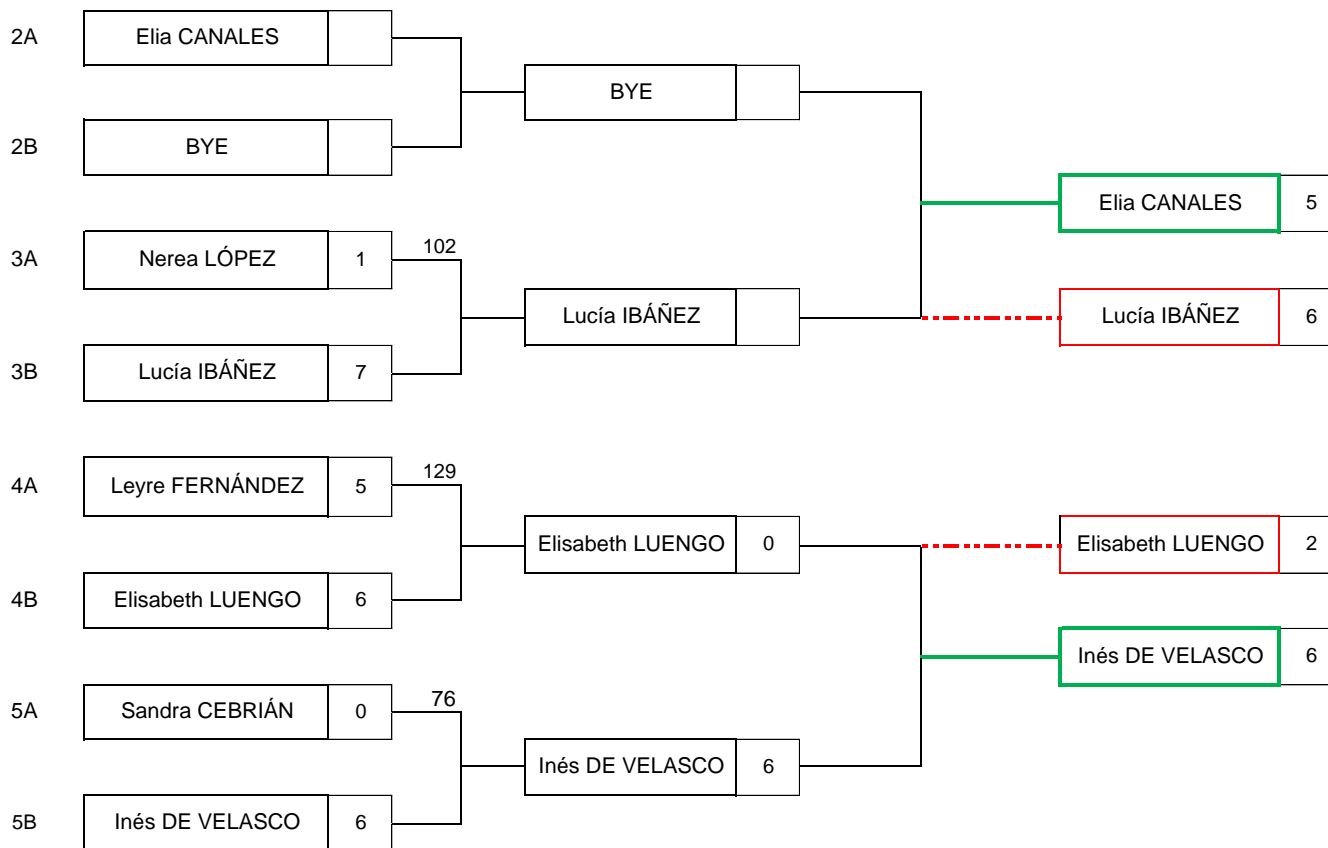 2A Elia CANALES
BYE
2B BYE
Elia CANALES 5
3A Nerea LÓPEZ 1 102
Lucía IBÁÑEZ
Lucía IBÁÑEZ 6
3B Lucía IBÁÑEZ 7
4A Leyre FERNÁNDEZ 5 129
Elisabeth LUENGO 0
Elisabeth LUENGO 2
4B Elisabeth LUENGO 6
Inés DE VELASCO 6
5A Sandra CEBRIÁN 0 76
Inés DE VELASCO 6
5B Inés DE VELASCO 6